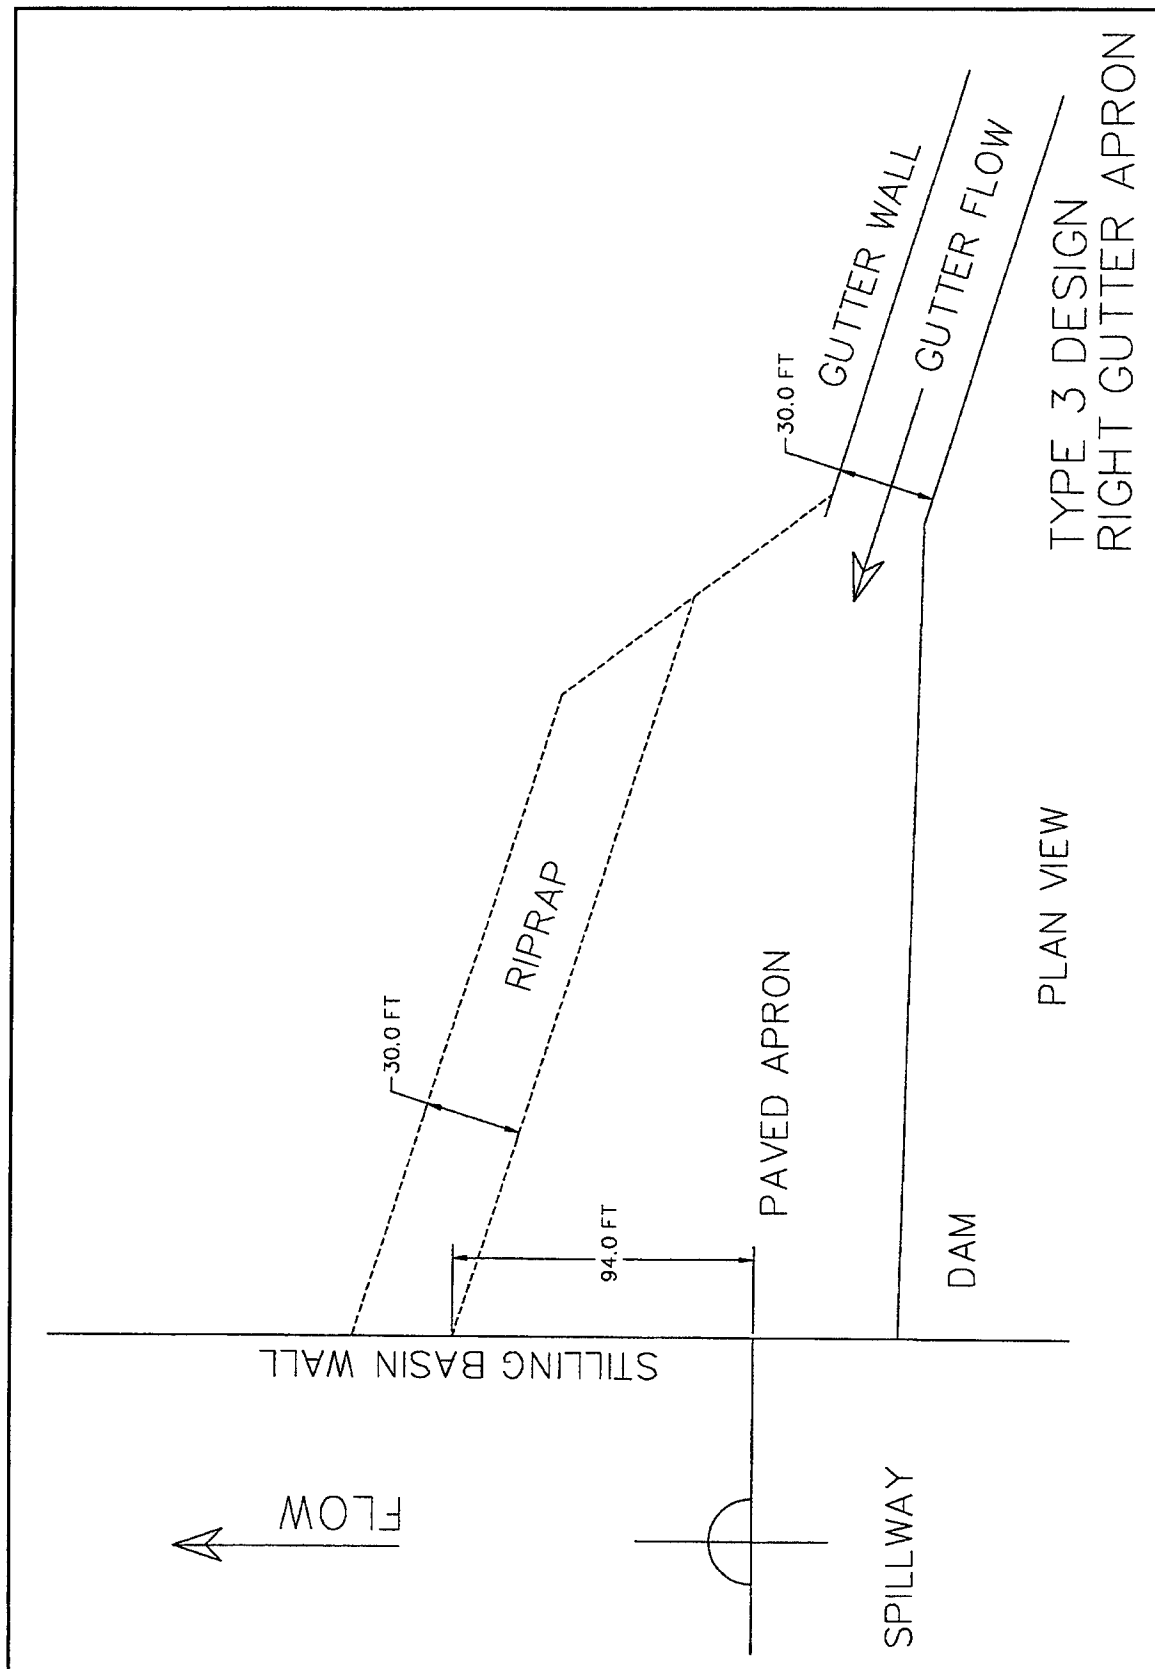 FLOW
STILLING BASIN WALL
SPILLWAY
30.0 FT
RIPRAP
94.0 FT
PAVED APRON
DAM
30.0 FT
GUTTER WALL
GUTTER FLOW
PLAN VIEW
TYPE 3 DESIGN
RIGHT GUTTER APRON